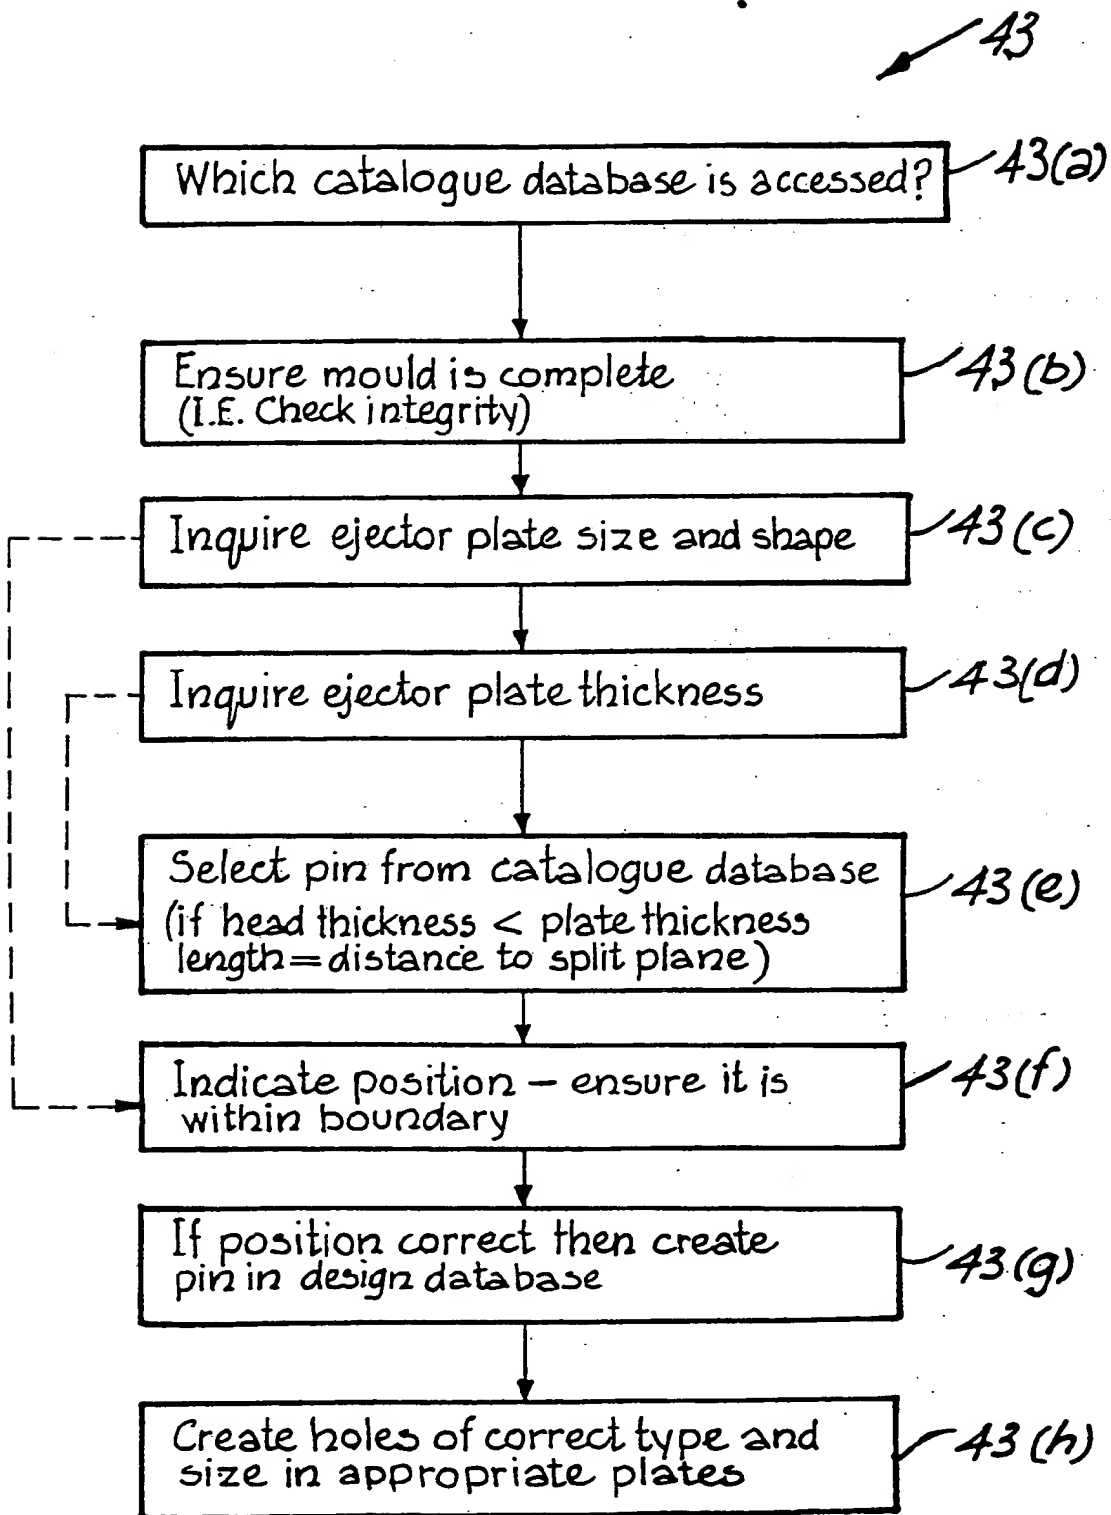 43
Which catalogue database is accessed?
43(a)
Ensure mould is complete
(I.E. Check integrity)
43(b)
Inquire ejector plate size and shape
43(c)
Inquire ejector plate thickness
43(d)
Select pin from catalogue database
(if head thickness < plate thickness
length=distance to split plane)
43(e)
Indicate position – ensure it is
within boundary
43(f)
If position correct then create
pin in design database
43(g)
Create holes of correct type and
size in appropriate plates
43(h)